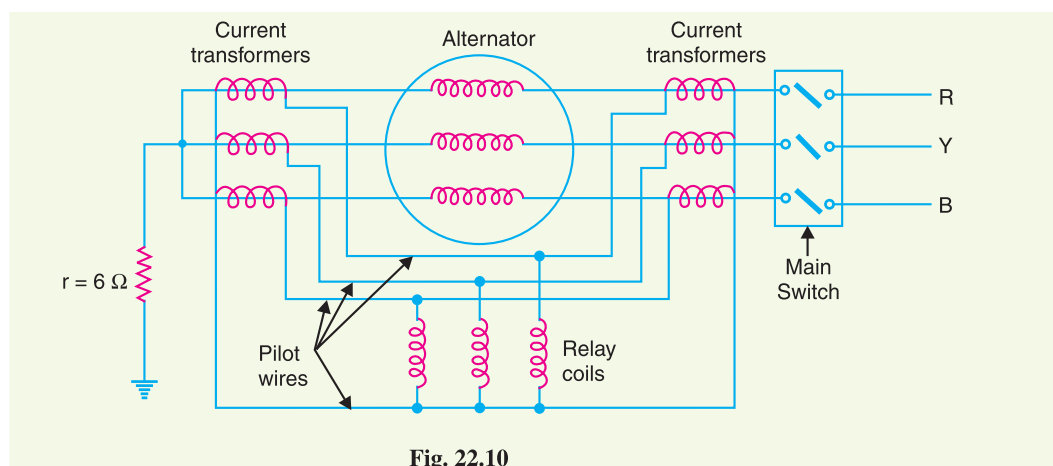 Current
transformers
Alternator
Current
transformers
R
Y
B
r = 6 Ω
Main
Switch
Pilot
wires
Relay
coils
Fig. 22.10